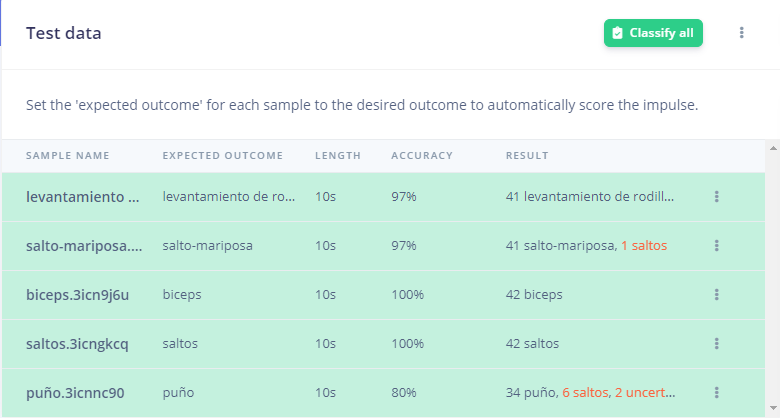 Test data
Classify all
Set the 'expected outcome' for each sample to the desired outcome to automatically score the impulse.
SAMPLE NAME EXPECTED OUTCOME LENGTH ACCURACY RESULT
levantamiento ... levantamiento de ro... 10s 97% 41 levantamiento de rodill...
salto-mariposa.... salto-mariposa 10s 97% 41 salto-mariposa, 1 saltos
biceps.3icn9j6u biceps 10s 100% 42 biceps
saltos.3icngkcq saltos 10s 100% 42 saltos
puño.3icnnc90 puño 10s 80% 34 puño, 6 saltos, 2 uncert...